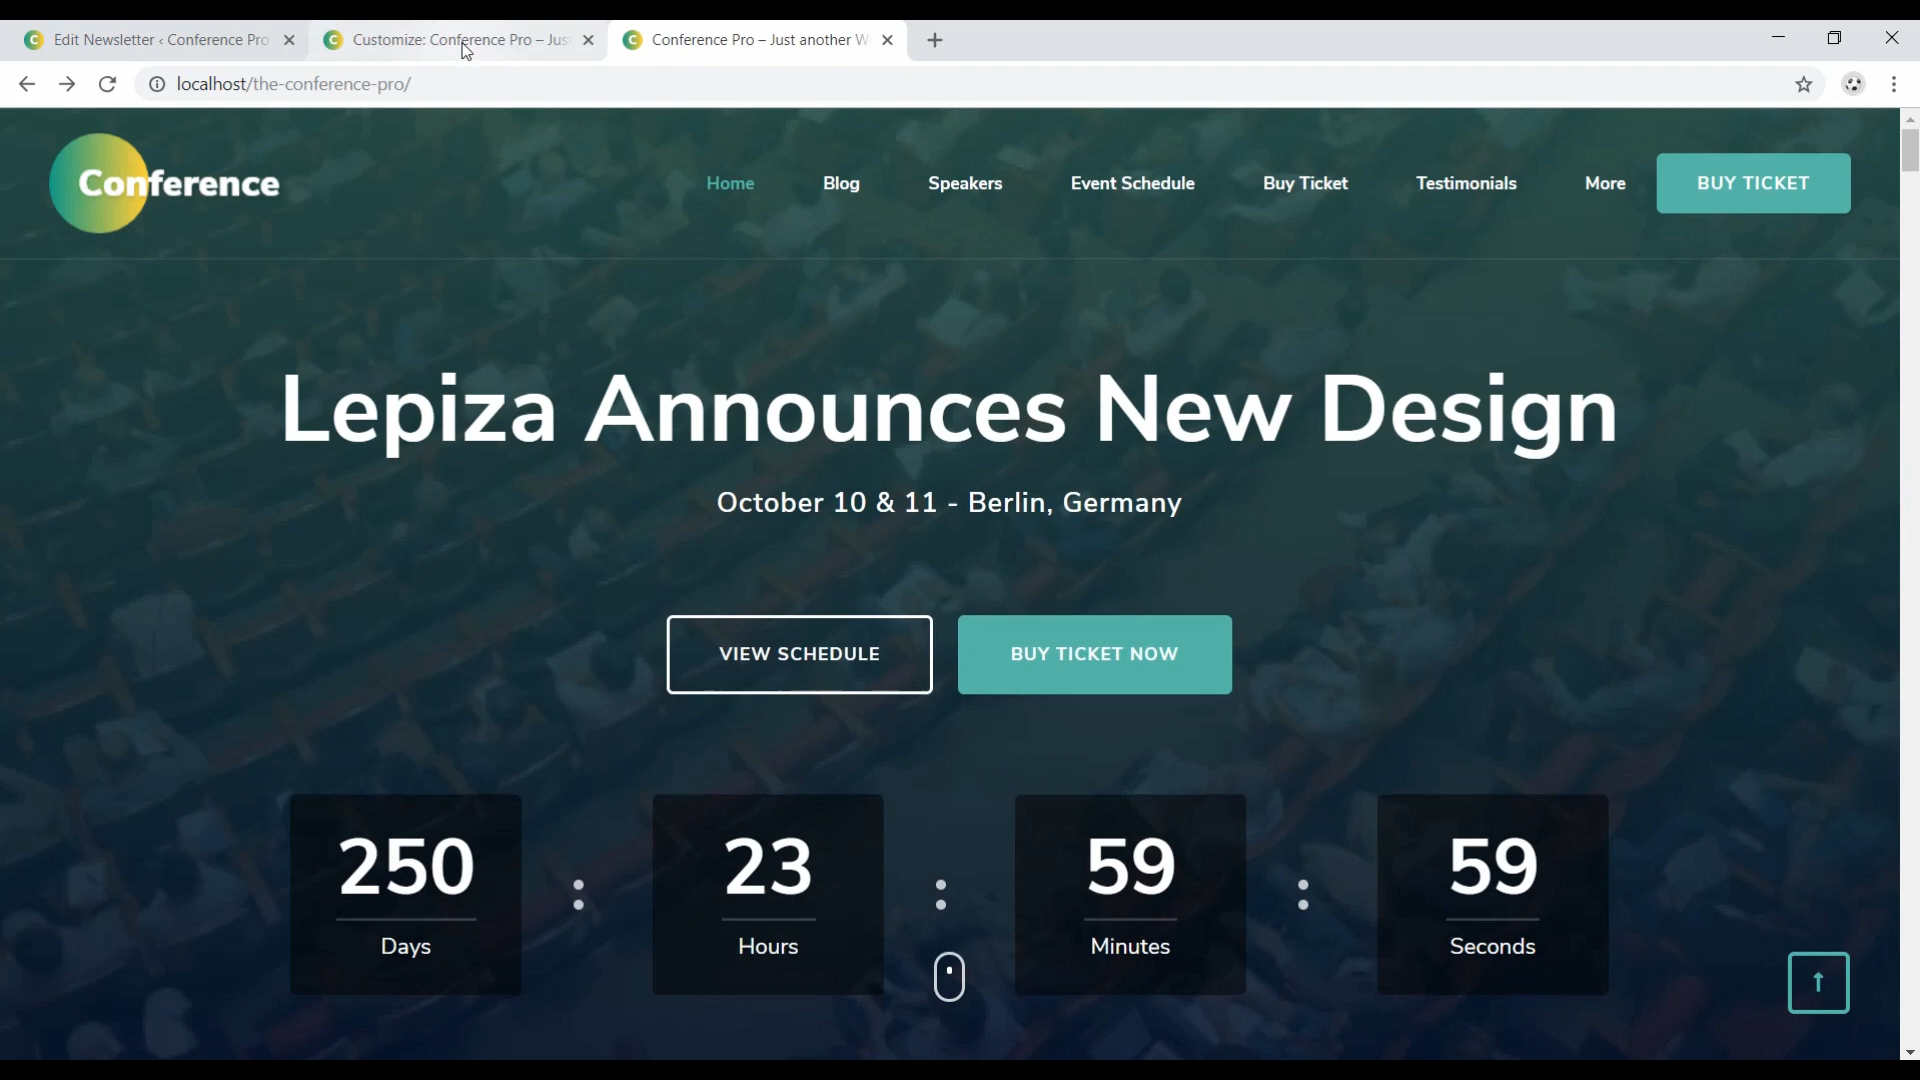 Edit Newsletter ‹ Conference Pro
Customize: Conference Pro – Jus
Conference Pro – Just another W
localhost/the-conference-pro/
Conference
Home
Blog
Speakers
Event Schedule
Buy Ticket
Testimonials
More
BUY TICKET
Lepiza Announces New Design
October 10 & 11 - Berlin, Germany
VIEW SCHEDULE
BUY TICKET NOW
250 : 23 : 59 : 59
Days Hours Minutes Seconds